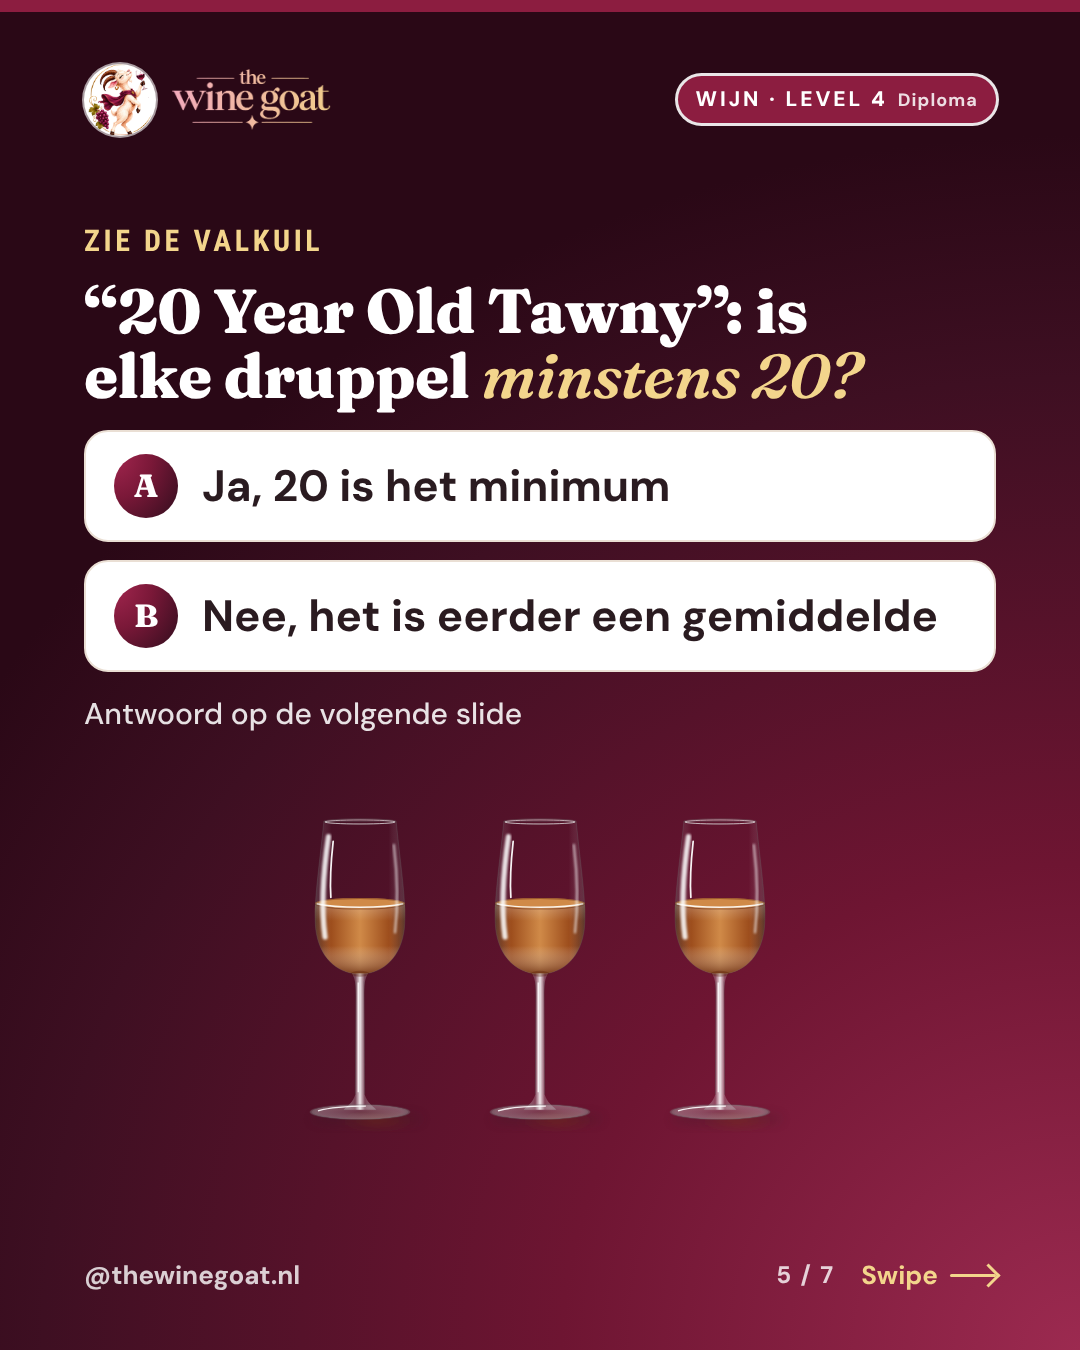 the
wine goat
WIJN · LEVEL 4 Diploma
ZIE DE VALKUIL
“20 Year Old Tawny”: is
elke druppel minstens 20?
A Ja, 20 is het minimum
B Nee, het is eerder een gemiddelde
Antwoord op de volgende slide
@thewinegoat.nl
5 / 7 Swipe